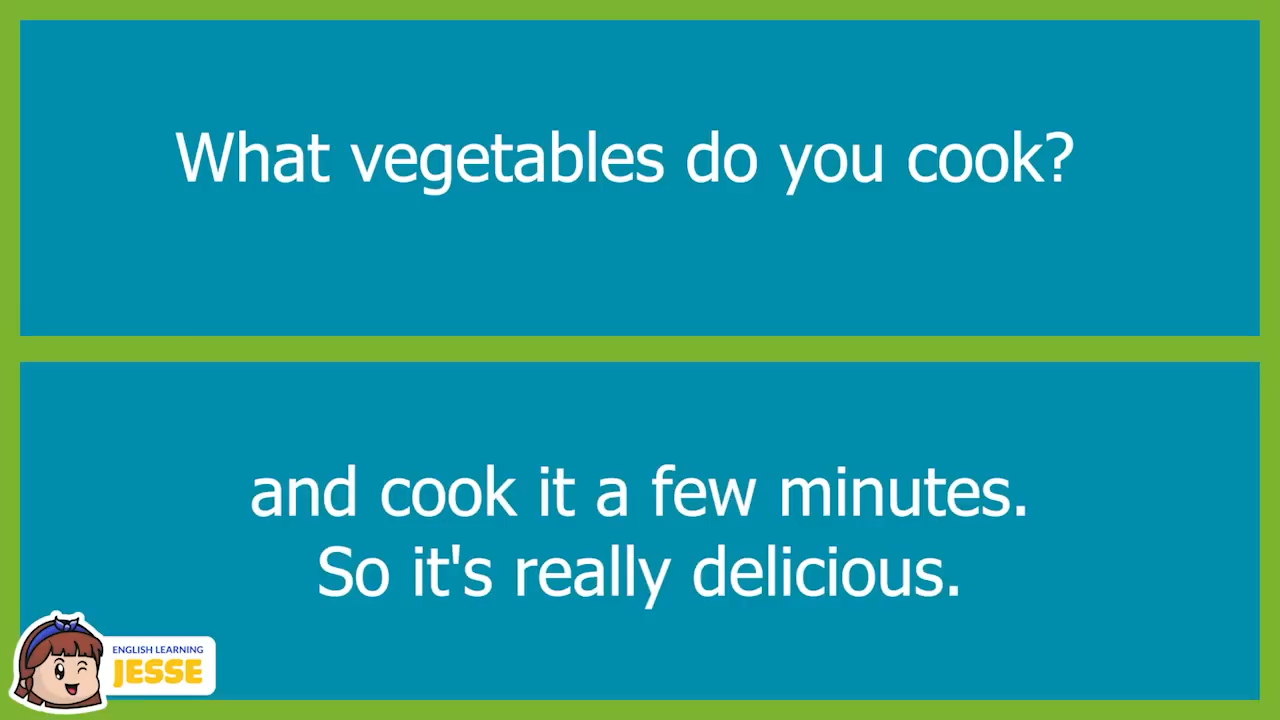 What vegetables do you cook?
and cook it a few minutes.
So it's really delicious.
ENGLISH LEARNING
JESSE